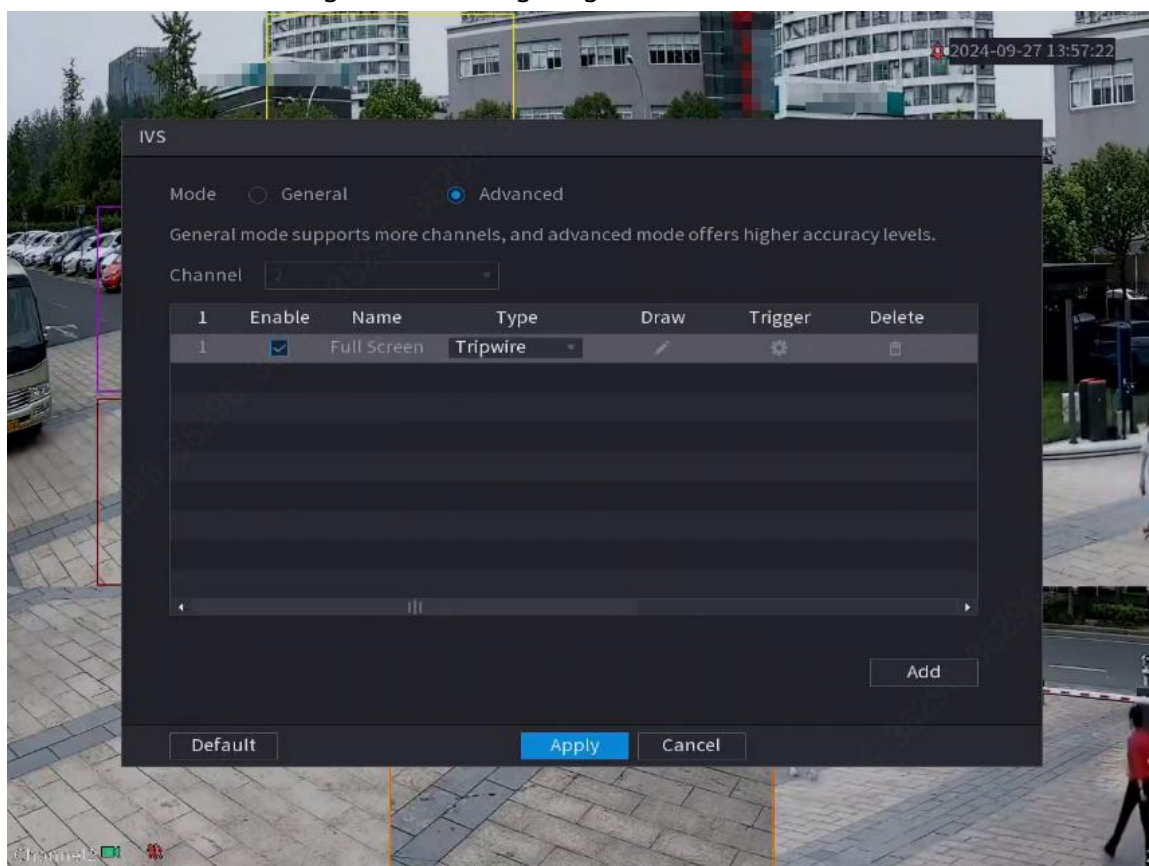 2024-09-27 13:57:22
IVS
Mode General Advanced
General mode supports more channels, and advanced mode offers higher accuracy levels.
Channel 2
1 Enable Name Type Draw Trigger Delete
1 Full Screen Tripwire
Add
Default Apply Cancel
Channel2